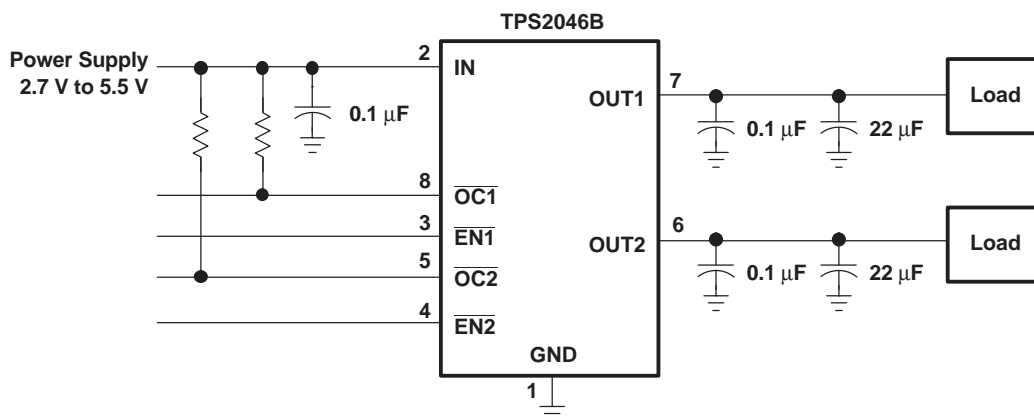 TPS2046B
Power Supply
2.7 V to 5.5 V
2
IN
0.1 μF
OUT1
7
0.1 μF
22 μF
Load
8
OC1
3
EN1
5
OC2
4
EN2
OUT2
6
0.1 μF
22 μF
Load
GND
1